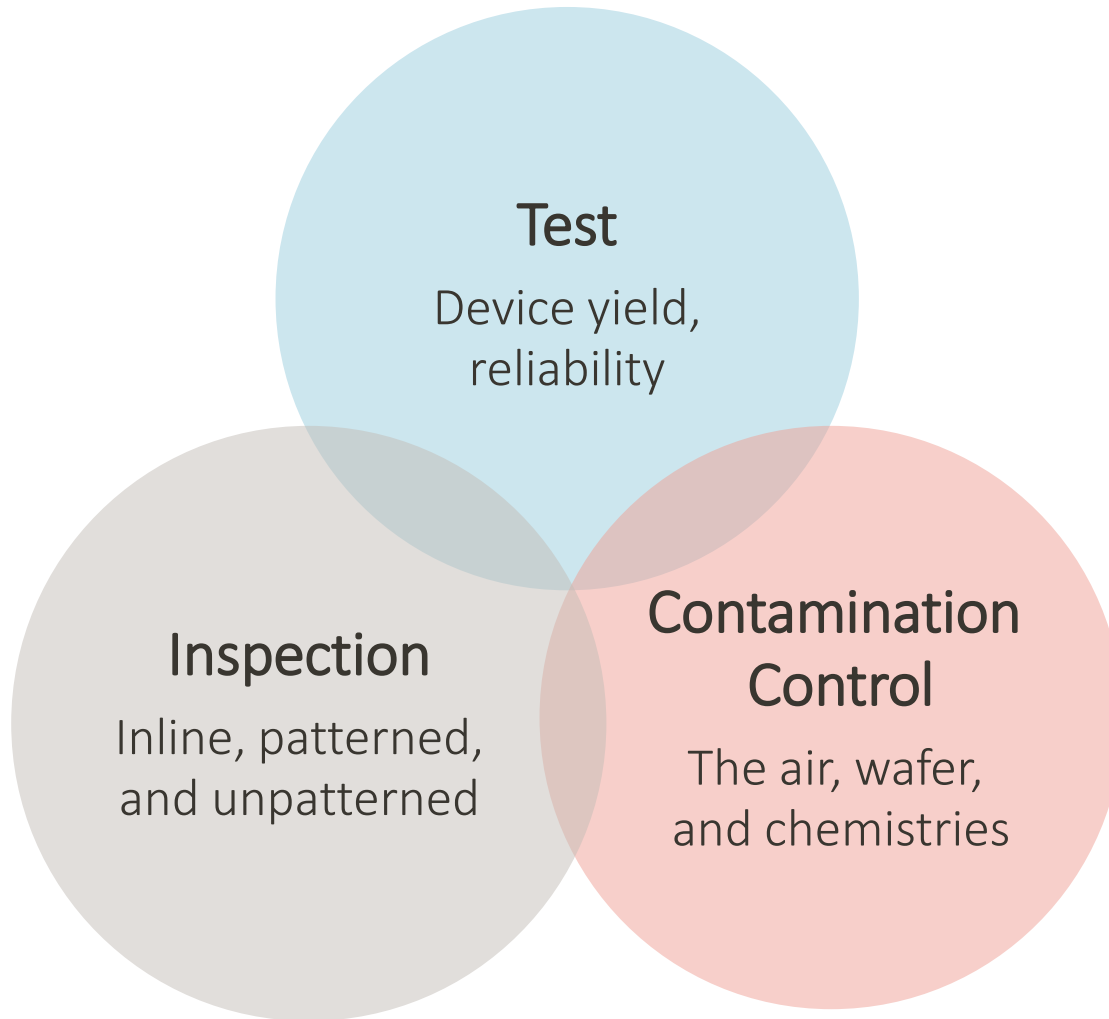 Test
Device yield,
reliability
Inspection
Inline, patterned,
and unpatterned
Contamination
Control
The air, wafer,
and chemistries